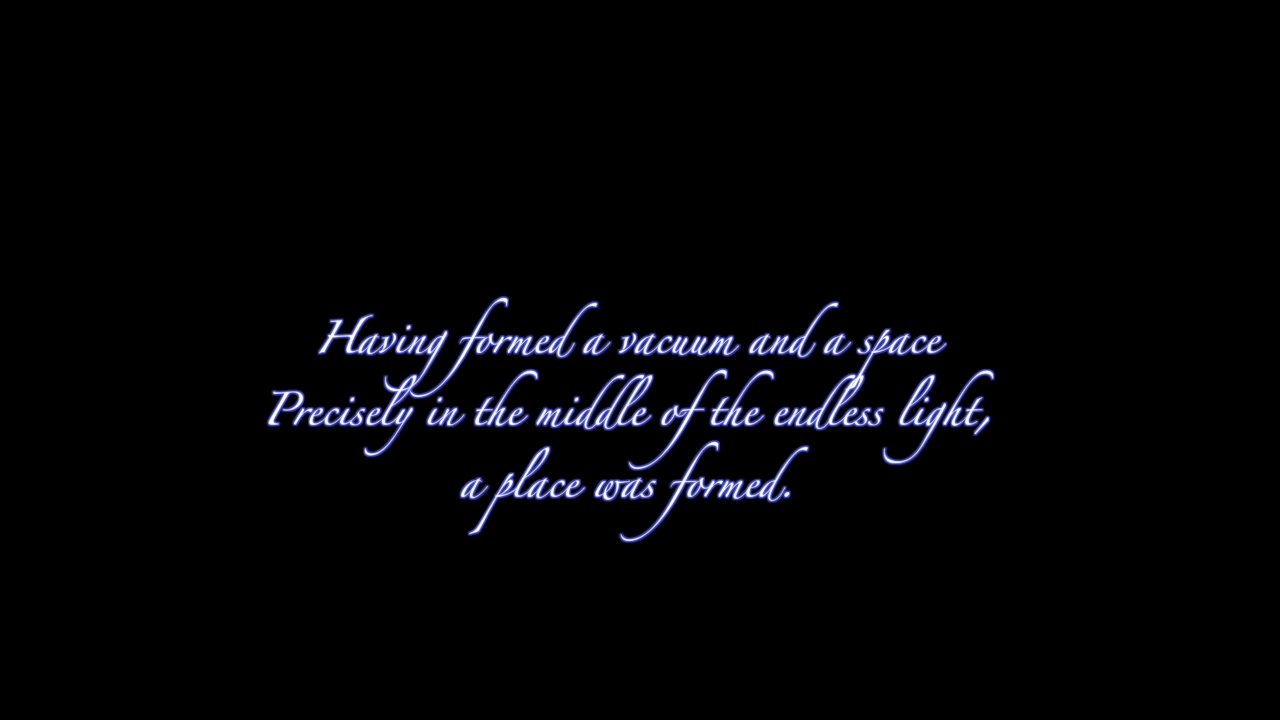 Having formed a vacuum and a space
Precisely in the middle of the endless light,
a place was formed.